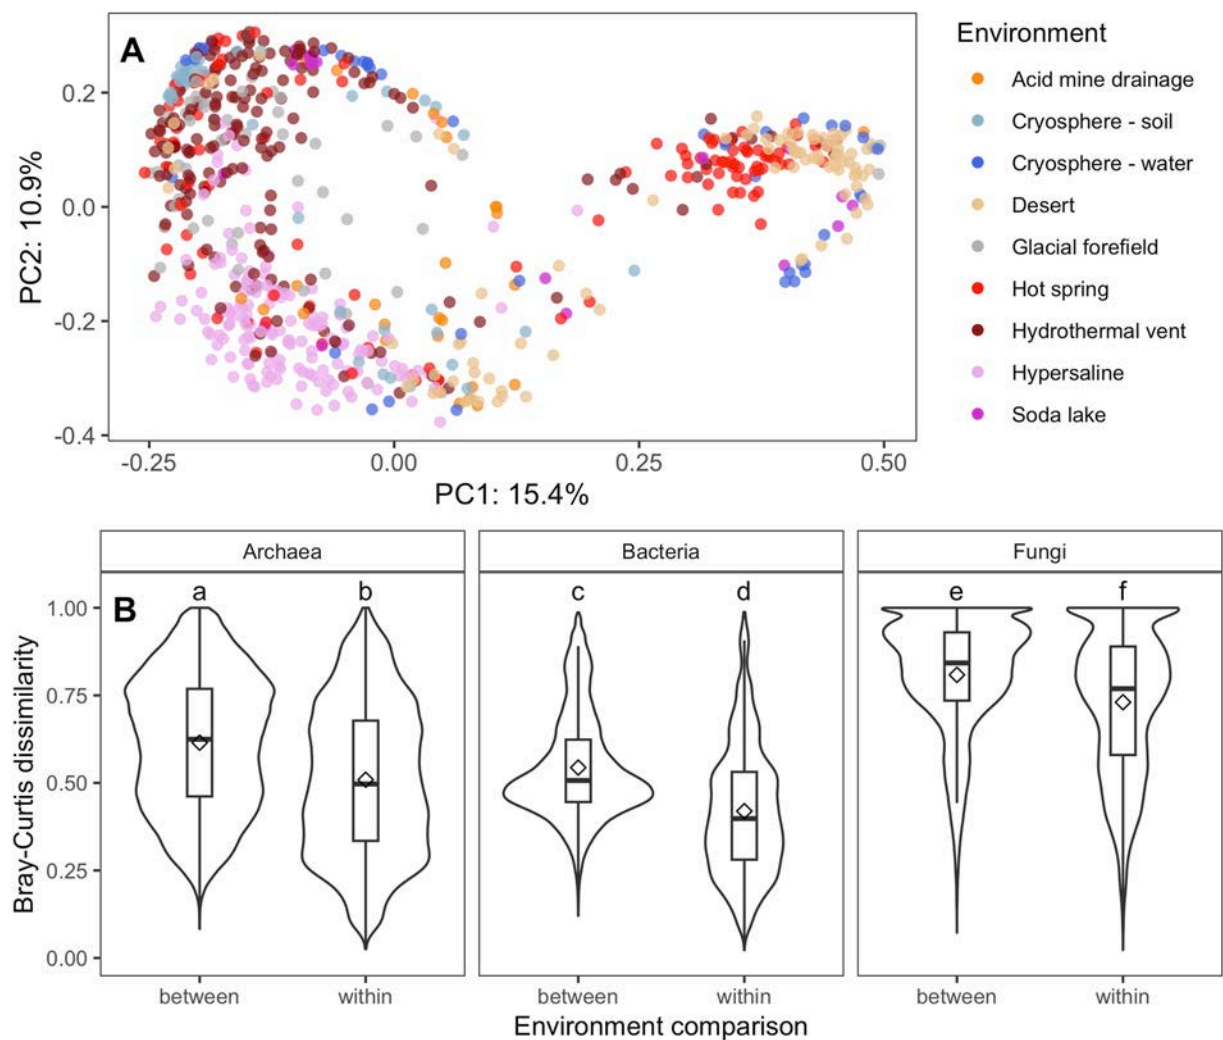 A
Environment
Acid mine drainage
Cryosphere - soil
Cryosphere - water
Desert
Glacial forefield
Hot spring
Hydrothermal vent
Hypersaline
Soda lake
PC2: 10.9%
0.2
0.0
-0.2
-0.4
-0.25
0.00
0.25
0.50
PC1: 15.4%
Archaea
Bacteria
Fungi
B
a
b
c
d
e
f
Bray-Curtis dissimilarity
1.00
0.75
0.50
0.25
0.00
between
within
between
within
between
within
Environment comparison